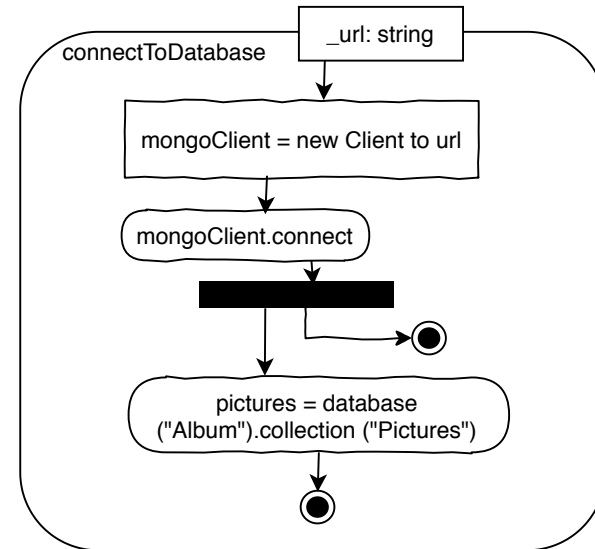 _url: string
connectToDatabase
mongoClient = new Client to url
mongoClient.connect
pictures = database
("Album").collection ("Pictures")